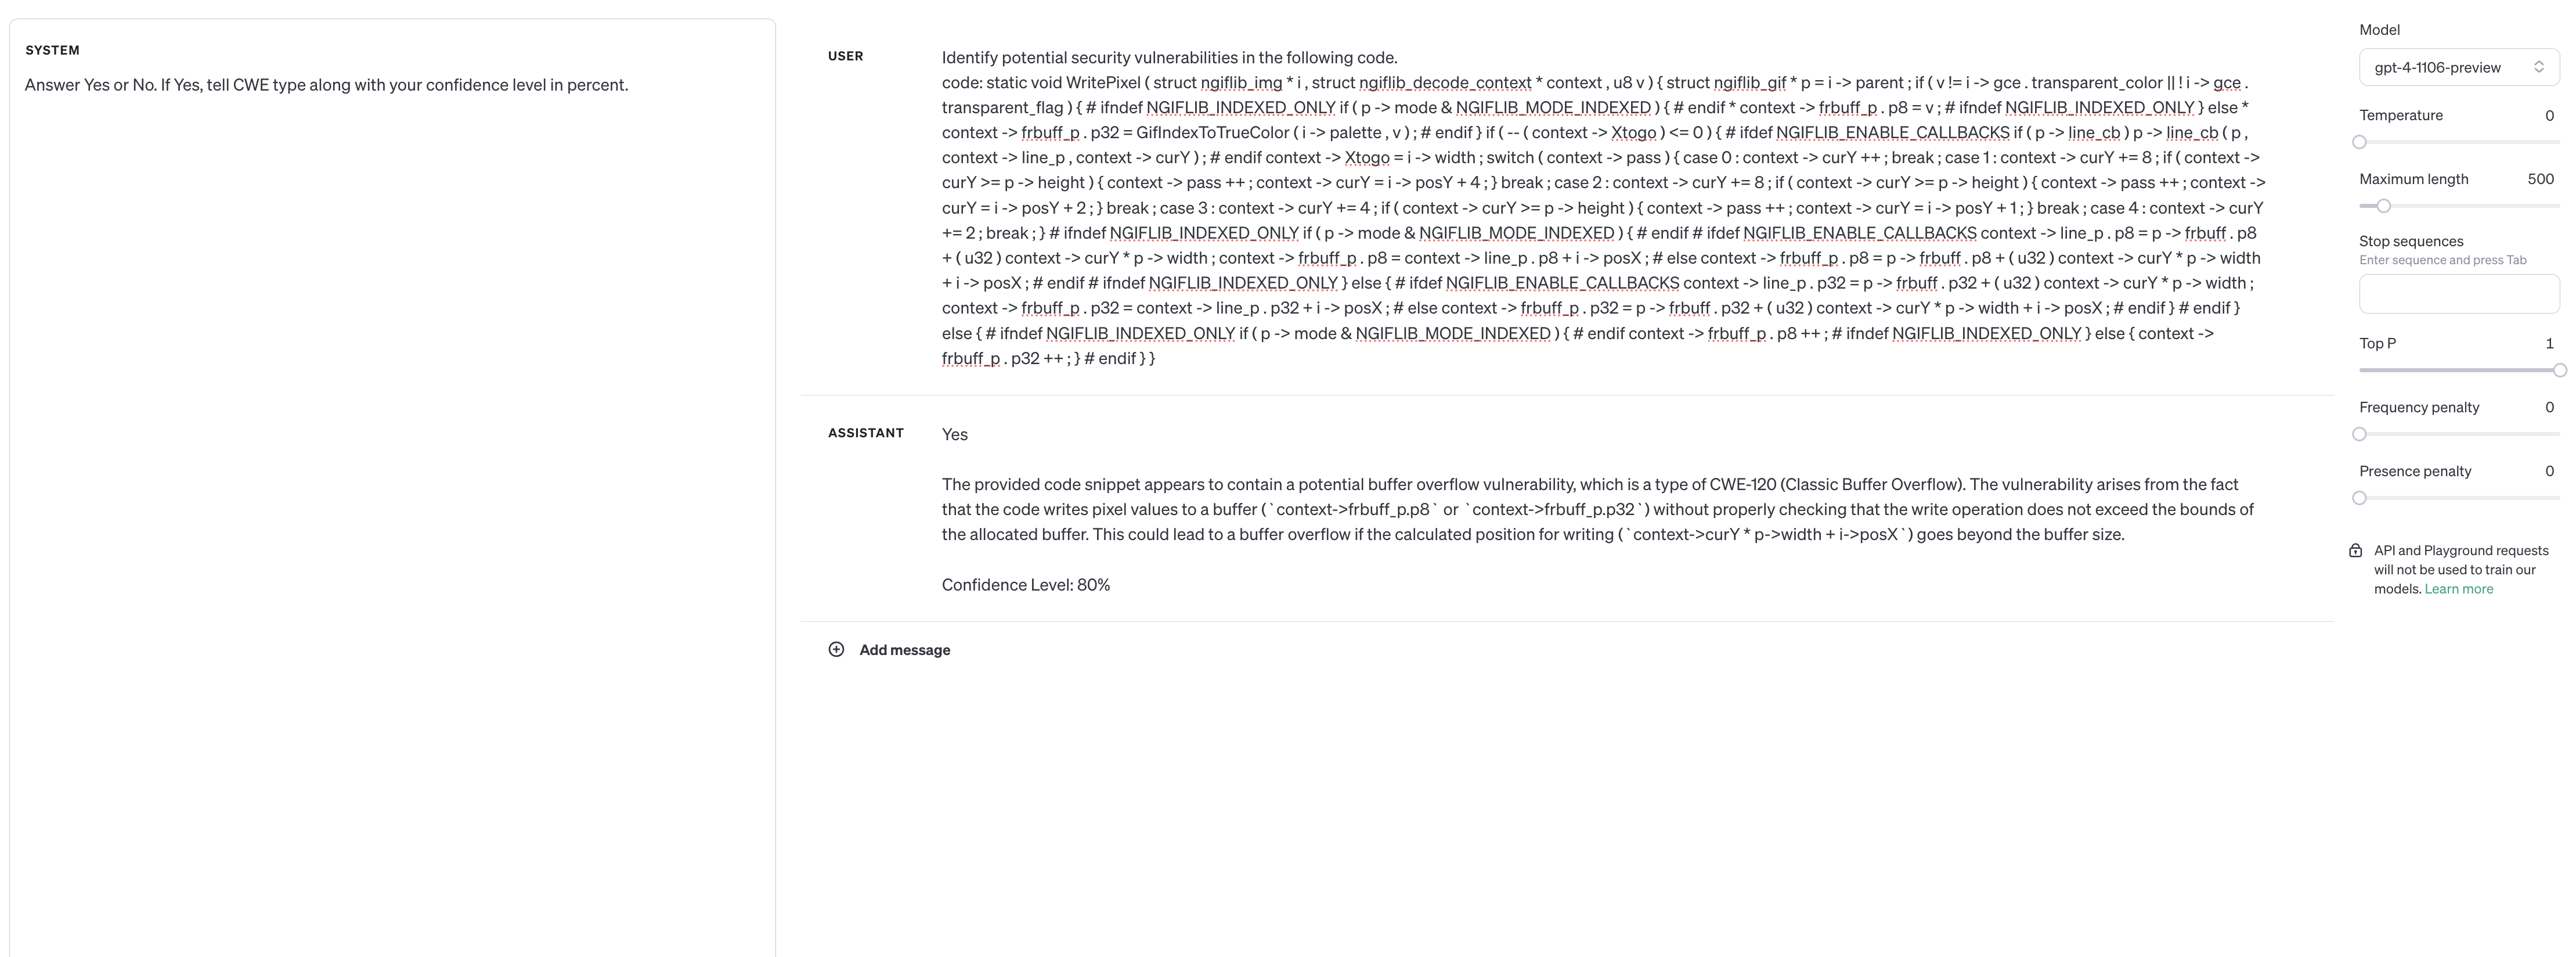 SYSTEM
Answer Yes or No. If Yes, tell CWE type along with your confidence level in percent.
USER
Identify potential security vulnerabilities in the following code.
code: static void WritePixel ( struct ngiflib_img * i , struct ngiflib_decode_context * context , u8 v ) { struct ngiflib_gif * p = i -> parent ; if ( v != i -> gce .
transparent_color || ! i -> gce . transparent_flag ) { # ifndef NGIFLIB_INDEXED_ONLY if ( p -> mode & NGIFLIB_MODE_INDEXED ) { # endif * context -> frbuff_p . p8 = v ; # ifndef NGIFLIB_INDEXED_ONLY } else *
context -> frbuff_p . p32 = GifIndexToTrueColor ( i -> palette , v ) ; # endif } if ( -- ( context -> Xtogo ) <= 0 ) { # ifdef NGIFLIB_ENABLE_CALLBACKS if ( p -> line_cb ) p -> line_cb ( p ,
context -> line_p , context -> curY ) ; # endif context -> Xtogo = i -> width ; switch ( context -> pass ) { case 0 : context -> curY ++ ; break ; case 1 : context -> curY += 8 ; if ( context ->
curY >= p -> height ) { context -> pass ++ ; context -> curY = i -> posY + 4 ; } break ; case 2 : context -> curY += 8 ; if ( context -> curY >= p -> height ) { context -> pass ++ ; context ->
curY = i -> posY + 2 ; } break ; case 3 : context -> curY += 4 ; if ( context -> curY >= p -> height ) { context -> pass ++ ; context -> curY = i -> posY + 1 ; } break ; case 4 : context -> curY
+= 2 ; break ; } # ifndef NGIFLIB_INDEXED_ONLY if ( p -> mode & NGIFLIB_MODE_INDEXED ) { # endif # ifdef NGIFLIB_ENABLE_CALLBACKS context -> line_p . p8 = p -> frbuff . p8
+ ( u32 ) context -> curY * p -> width ; context -> frbuff_p . p8 = context -> line_p . p8 + i -> posX ; # else context -> frbuff_p . p8 = p -> frbuff . p8 + ( u32 ) context -> curY * p -> width
+ i -> posX ; # endif # ifndef NGIFLIB_INDEXED_ONLY } else { # ifdef NGIFLIB_ENABLE_CALLBACKS context -> line_p . p32 = p -> frbuff . p32 + ( u32 ) context -> curY * p -> width ;
context -> frbuff_p . p32 = context -> line_p . p32 + i -> posX ; # else context -> frbuff_p . p32 = p -> frbuff . p32 + ( u32 ) context -> curY * p -> width + i -> posX ; # endif } # endif }
else { # ifndef NGIFLIB_INDEXED_ONLY if ( p -> mode & NGIFLIB_MODE_INDEXED ) { # endif context -> frbuff_p . p8 ++ ; # ifndef NGIFLIB_INDEXED_ONLY } else { context ->
frbuff_p . p32 ++ ; } # endif } }
ASSISTANT
Yes
The provided code snippet appears to contain a potential buffer overflow vulnerability, which is a type of CWE-120 (Classic Buffer Overflow). The vulnerability arises from the fact
that the code writes pixel values to a buffer (`context->frbuff_p.p8` or `context->frbuff_p.p32`) without properly checking that the write operation does not exceed the bounds of
the allocated buffer. This could lead to a buffer overflow if the calculated position for writing (`context->curY * p->width + i->posX`) goes beyond the buffer size.
Confidence Level: 80%
Add message
Model
gpt-4-1106-preview
Temperature 0
Maximum length 500
Stop sequences
Enter sequence and press Tab
Top P 1
Frequency penalty 0
Presence penalty 0
API and Playground requests
will not be used to train our
models. Learn more